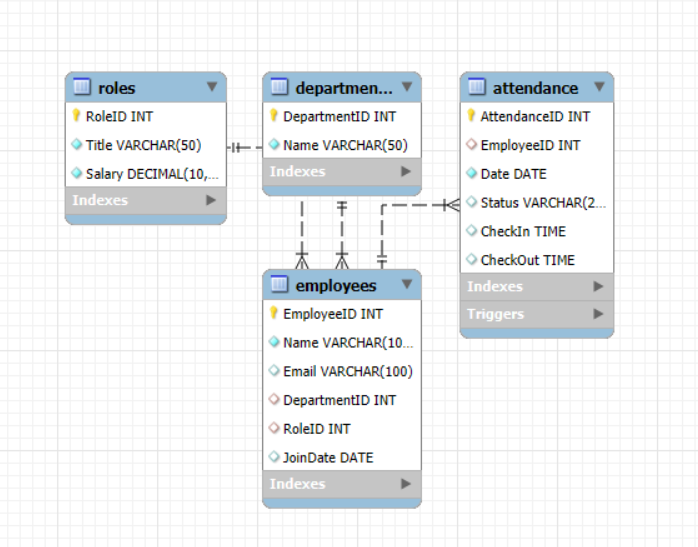 roles
RoleID INT
Title VARCHAR(50)
Salary DECIMAL(10,...
Indexes
departmen...
DepartmentID INT
Name VARCHAR(50)
Indexes
attendance
AttendanceID INT
EmployeeID INT
Date DATE
Status VARCHAR(2...
CheckIn TIME
CheckOut TIME
Indexes
Triggers
employees
EmployeeID INT
Name VARCHAR(10...
Email VARCHAR(100)
DepartmentID INT
RoleID INT
JoinDate DATE
Indexes